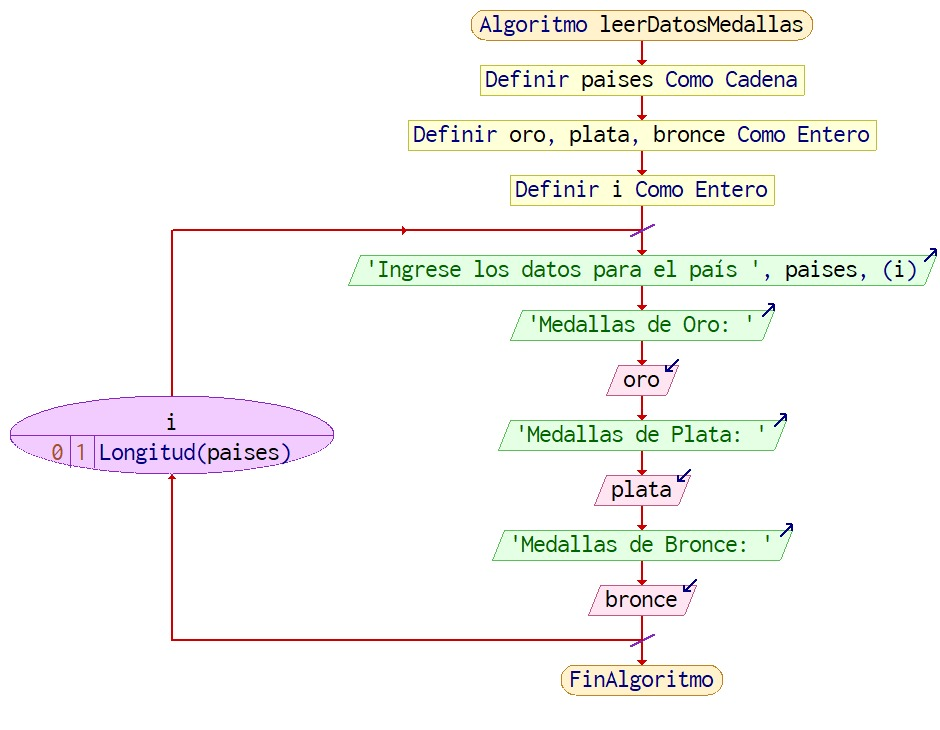 Algoritmo leerDatosMedallas
Definir paises Como Cadena
Definir oro, plata, bronce Como Entero
Definir i Como Entero
'Ingrese los datos para el país ', paises, (i)
'Medallas de Oro: '
oro
i
'Medallas de Plata: '
0 1 Longitud(paises)
plata
'Medallas de Bronce: '
bronce
FinAlgoritmo